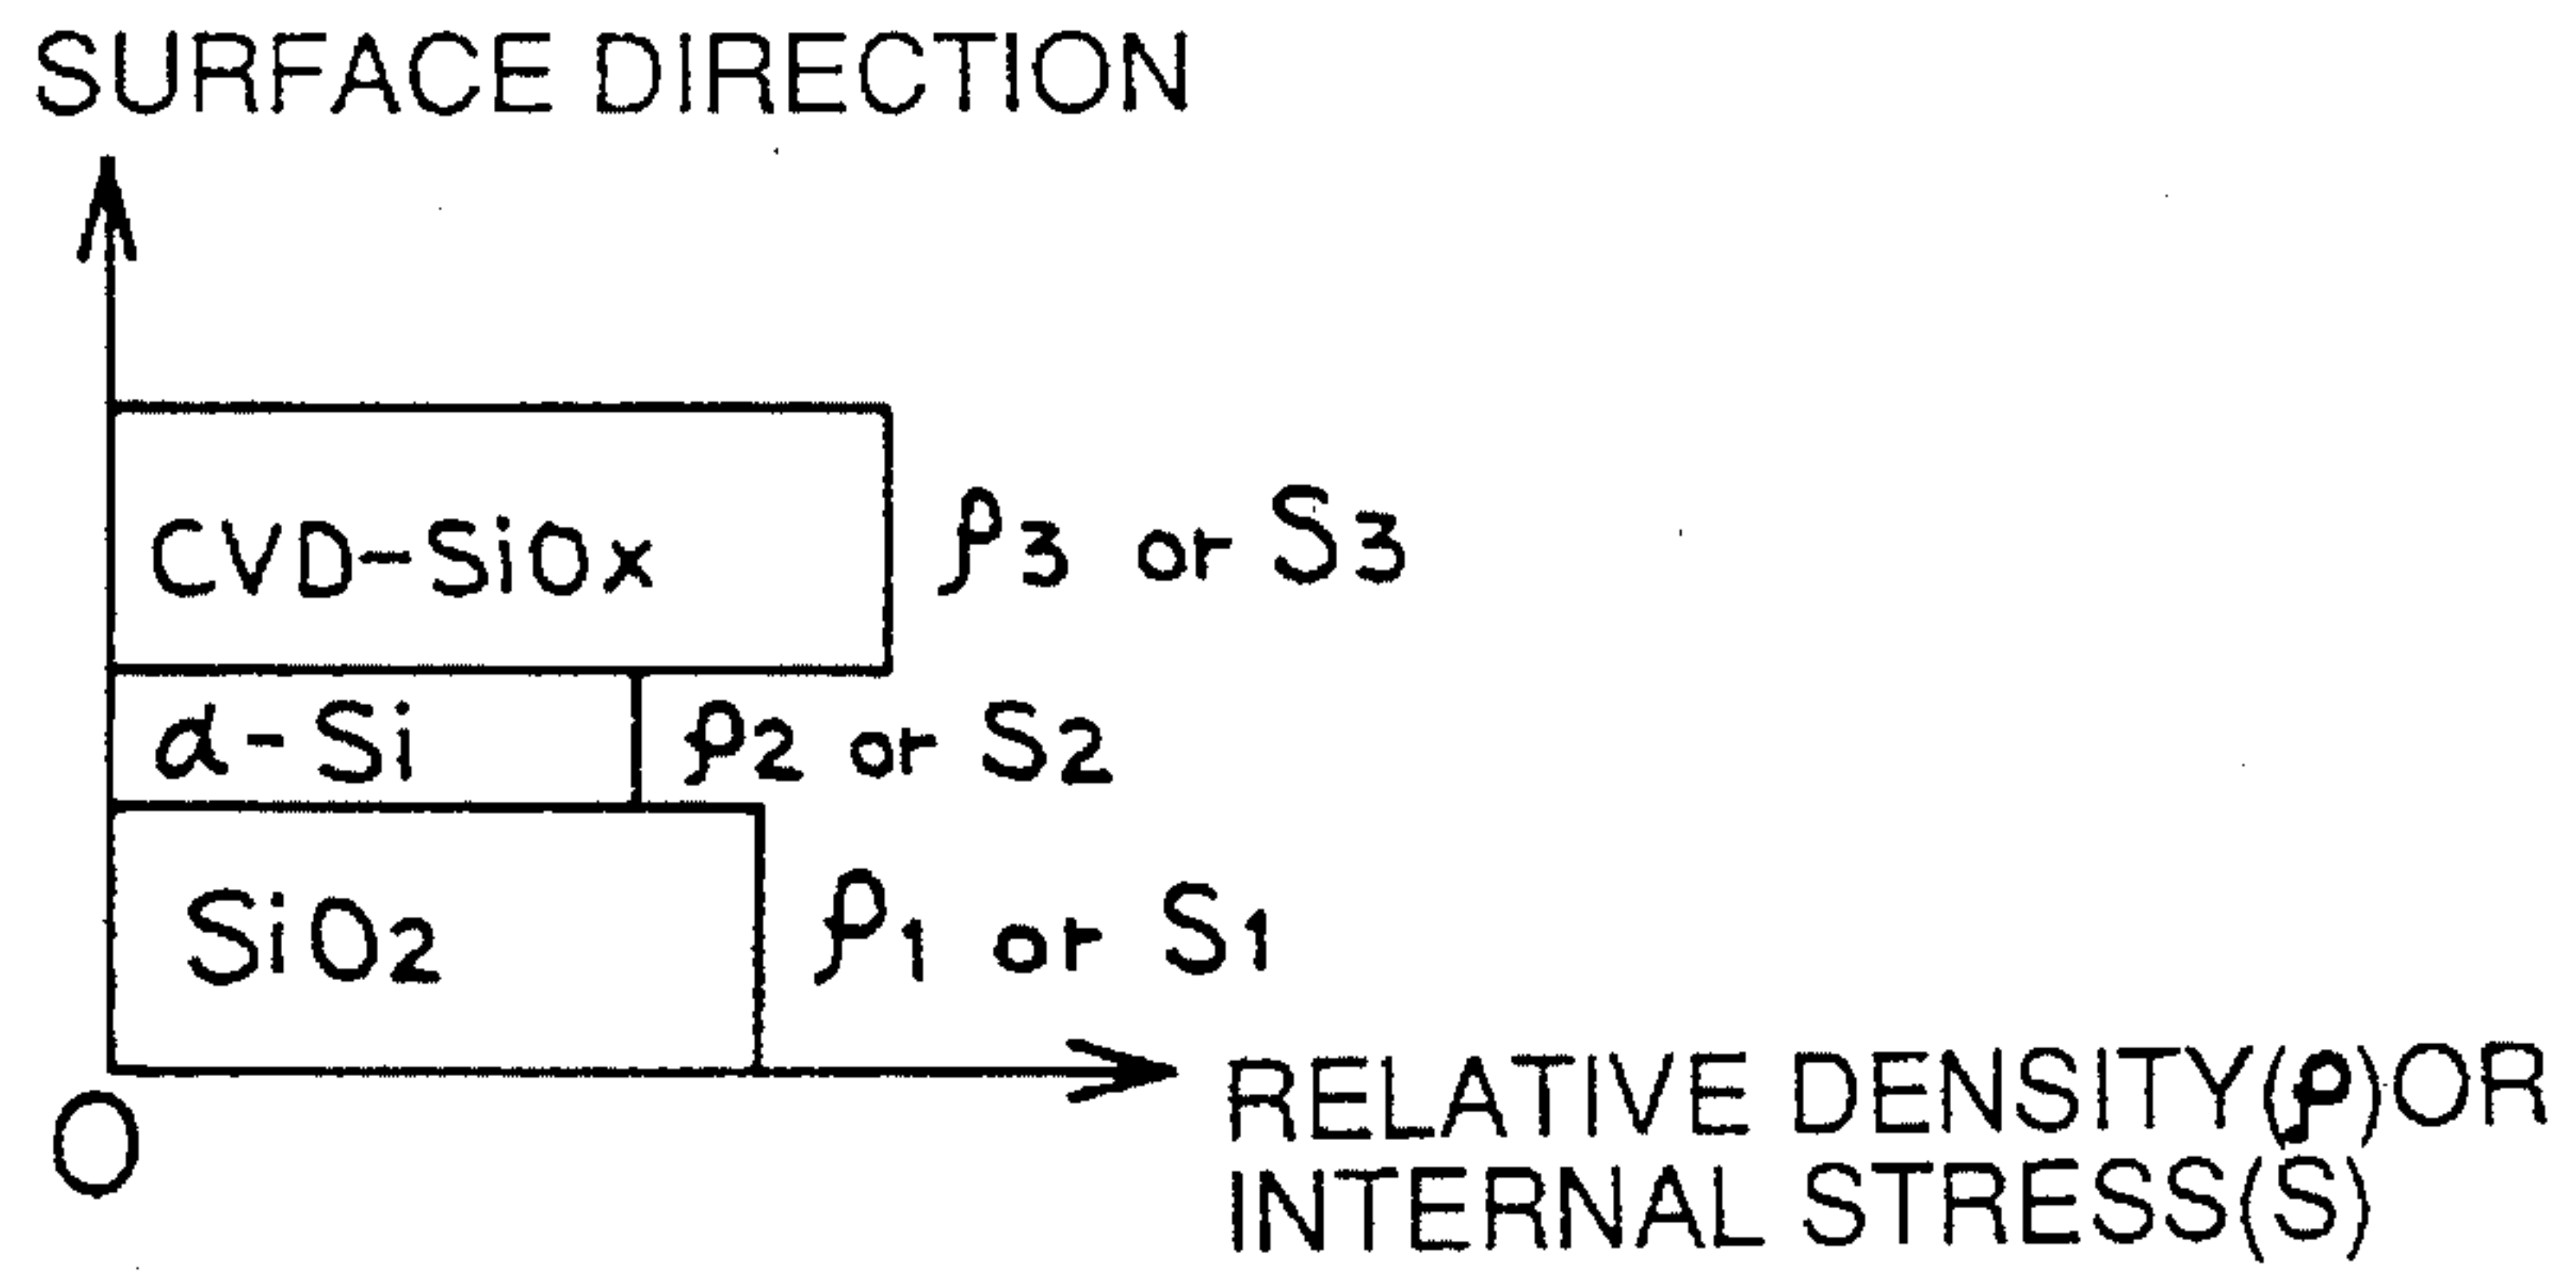 SURFACE DIRECTION
CVD-SiOx ρ3 or S3
α-Si ρ2 or S2
SiO2 ρ1 or S1
O
RELATIVE DENSITY(ρ)OR
INTERNAL STRESS(S)